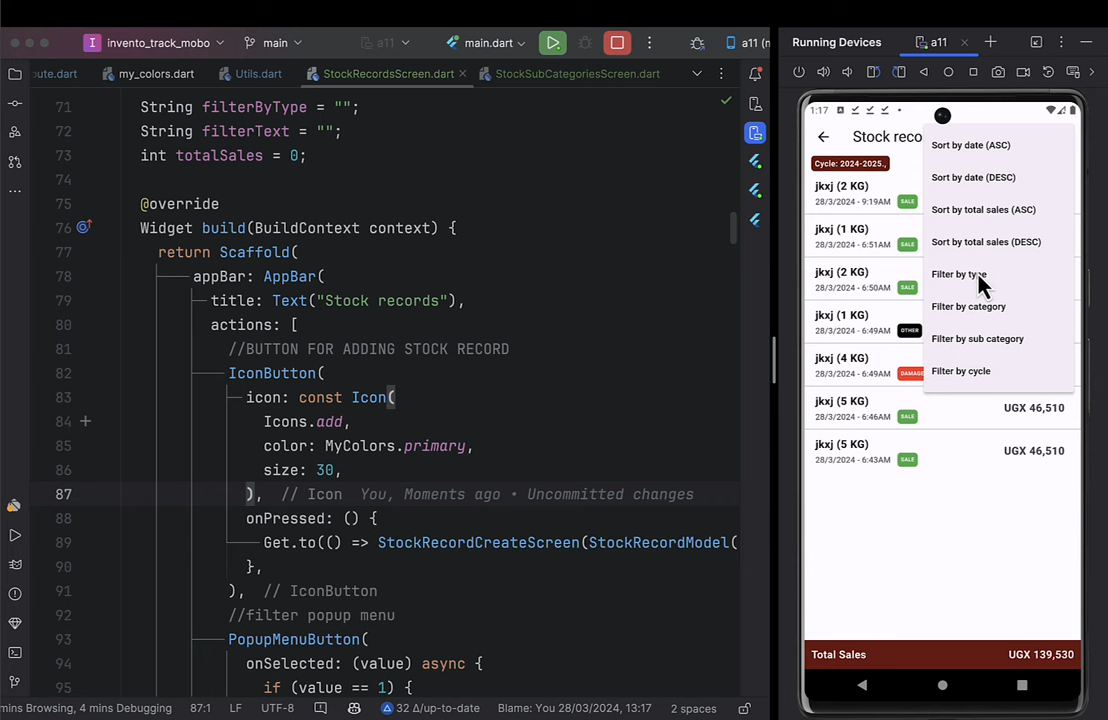 invento_track_mobo
main
a11
main.dart
a11 (m
oute.dart
my_colors.dart
Utils.dart
StockRecordsScreen.dart
StockSubCategoriesScreen.dart
71 String filterByType = "";
72 String filterText = "";
73 int totalSales = 0;
74
75 @override
76 Widget build(BuildContext context) {
77 return Scaffold(
78 appBar: AppBar(
79 title: Text("Stock records"),
80 actions: [
81 //BUTTON FOR ADDING STOCK RECORD
82 IconButton(
83 icon: const Icon(
84 Icons.add,
85 color: MyColors.primary,
86 size: 30,
87 ), // Icon You, Moments ago • Uncommitted changes
88 onPressed: () {
89 Get.to(() => StockRecordCreateScreen(StockRecordModel(
90 },
91 ), // IconButton
92 //filter popup menu
93 PopupMenuButton(
94 onSelected: (value) async {
95 if (value == 1) {
mins Browsing, 4 mins Debugging
87:1
LF
UTF-8
32 Δ/up-to-date
Blame: You 28/03/2024, 13:17
2 spaces
Running Devices
a11
1:17
Stock reco
Cycle: 2024-2025.,
jkxj (2 KG)
28/3/2024 - 9:19AM SALE
jkxj (1 KG)
28/3/2024 - 6:51AM SALE
jkxj (2 KG)
28/3/2024 - 6:50AM SALE
jkxj (1 KG)
28/3/2024 - 6:49AM OTHER
jkxj (4 KG)
28/3/2024 - 6:49AM DAMAGE
jkxj (5 KG)
UGX 46,510
28/3/2024 - 6:46AM SALE
jkxj (5 KG)
UGX 46,510
28/3/2024 - 6:43AM SALE
Sort by date (ASC)
Sort by date (DESC)
Sort by total sales (ASC)
Sort by total sales (DESC)
Filter by type
Filter by category
Filter by sub category
Filter by cycle
Total Sales UGX 139,530